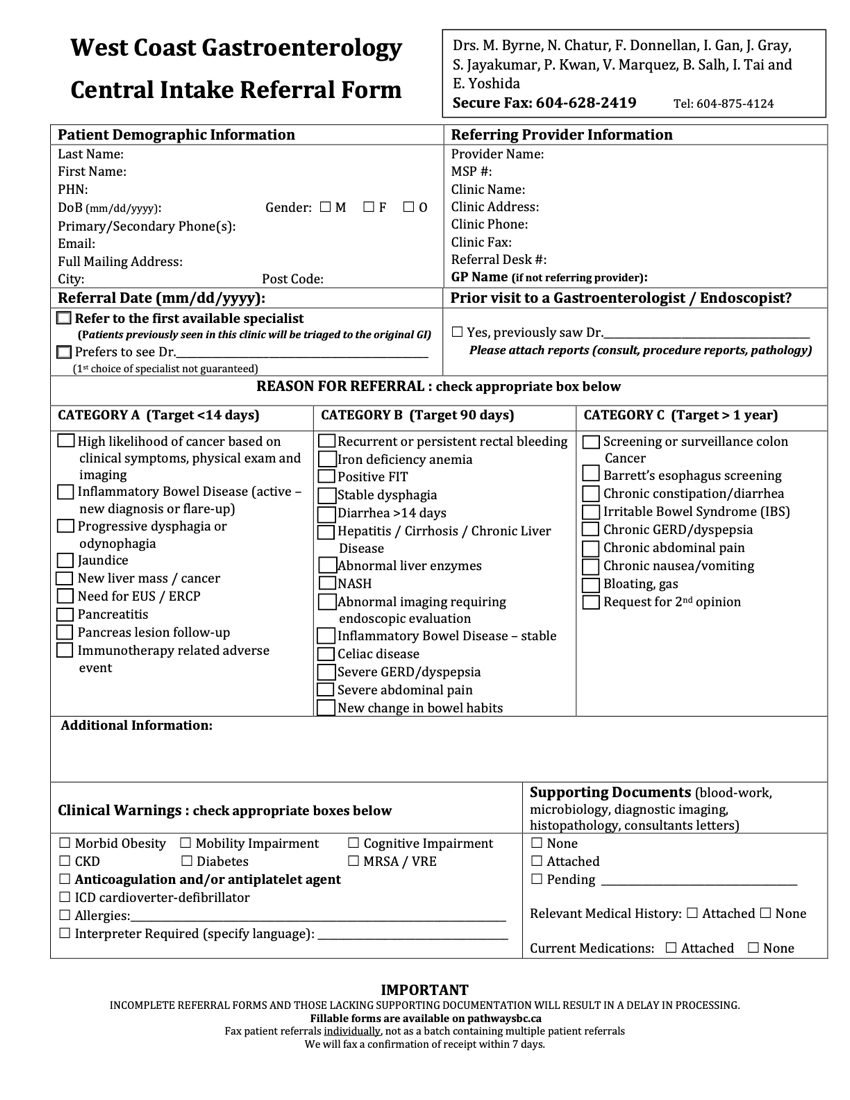 West Coast Gastroenterology
Central Intake Referral Form
Drs. M. Byrne, N. Chatur, F. Donnellan, I. Gan, J. Gray,
S. Jayakumar, P. Kwan, V. Marquez, B. Salh, I. Tai and
E. Yoshida
Secure Fax: 604-628-2419 Tel: 604-875-4124
Patient Demographic Information
Last Name:
First Name:
PHN:
DoB (mm/dd/yyyy): Gender: ☐ M ☐ F ☐ O
Primary/Secondary Phone(s):
Email:
Full Mailing Address:
City: Post Code:
Referring Provider Information
Provider Name:
MSP #:
Clinic Name:
Clinic Address:
Clinic Phone:
Clinic Fax:
Referral Desk #:
GP Name (if not referring provider):
Referral Date (mm/dd/yyyy):
☐ Refer to the first available specialist
(Patients previously seen in this clinic will be triaged to the original GI)
☐ Prefers to see Dr.____________________
(1st choice of specialist not guaranteed)
Prior visit to a Gastroenterologist / Endoscopist?
☐ Yes, previously saw Dr.____________________
Please attach reports (consult, procedure reports, pathology)
REASON FOR REFERRAL : check appropriate box below
CATEGORY A (Target <14 days)
☐ High likelihood of cancer based on
clinical symptoms, physical exam and
imaging
☐ Inflammatory Bowel Disease (active –
new diagnosis or flare-up)
☐ Progressive dysphagia or
odynophagia
☐ Jaundice
☐ New liver mass / cancer
☐ Need for EUS / ERCP
☐ Pancreatitis
☐ Pancreas lesion follow-up
☐ Immunotherapy related adverse
event
CATEGORY B (Target 90 days)
☐ Recurrent or persistent rectal bleeding
☐ Iron deficiency anemia
☐ Positive FIT
☐ Stable dysphagia
☐ Diarrhea >14 days
☐ Hepatitis / Cirrhosis / Chronic Liver
Disease
☐ Abnormal liver enzymes
☐ NASH
☐ Abnormal imaging requiring
endoscopic evaluation
☐ Inflammatory Bowel Disease – stable
☐ Celiac disease
☐ Severe GERD/dyspepsia
☐ Severe abdominal pain
☐ New change in bowel habits
CATEGORY C (Target > 1 year)
☐ Screening or surveillance colon
Cancer
☐ Barrett's esophagus screening
☐ Chronic constipation/diarrhea
☐ Irritable Bowel Syndrome (IBS)
☐ Chronic GERD/dyspepsia
☐ Chronic abdominal pain
☐ Chronic nausea/vomiting
☐ Bloating, gas
☐ Request for 2nd opinion
Additional Information:
Clinical Warnings : check appropriate boxes below
☐ Morbid Obesity ☐ Mobility Impairment ☐ Cognitive Impairment
☐ CKD ☐ Diabetes ☐ MRSA / VRE
☐ Anticoagulation and/or antiplatelet agent
☐ ICD cardioverter-defibrillator
☐ Allergies:____________________
☐ Interpreter Required (specify language): ____________________
Supporting Documents (blood-work,
microbiology, diagnostic imaging,
histopathology, consultants letters)
☐ None
☐ Attached
☐ Pending ____________________
Relevant Medical History: ☐ Attached ☐ None
Current Medications: ☐ Attached ☐ None
IMPORTANT
INCOMPLETE REFERRAL FORMS AND THOSE LACKING SUPPORTING DOCUMENTATION WILL RESULT IN A DELAY IN PROCESSING.
Fillable forms are available on pathwaysbc.ca
Fax patient referrals individually, not as a batch containing multiple patient referrals
We will fax a confirmation of receipt within 7 days.